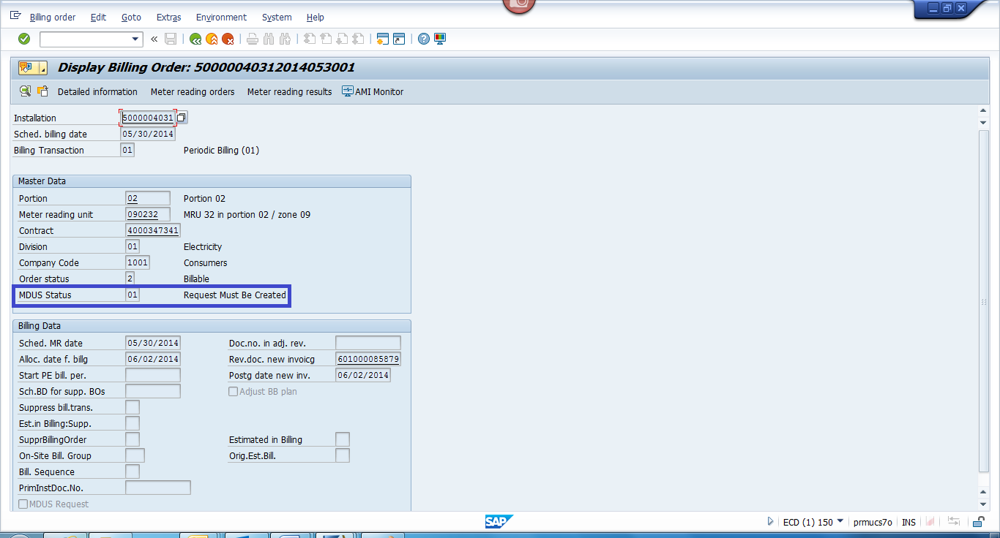 Billing order Edit Goto Extras Environment System Help
Display Billing Order: 50000040312014053001
Detailed information Meter reading orders Meter reading results AMI Monitor
Installation 5000004031
Sched. billing date 05/30/2014
Billing Transaction 01 Periodic Billing (01)
Master Data
Portion 02 Portion 02
Meter reading unit 090232 MRU 32 in portion 02 / zone 09
Contract 4000347341
Division 01 Electricity
Company Code 1001 Consumers
Order status 2 Billable
MDUS Status 01 Request Must Be Created
Billing Data
Sched. MR date 05/30/2014 Doc.no. in adj. rev.
Alloc. date f. billg 06/02/2014 Rev.doc. new invoicg 601000085879
Start PE bill. per. Postg date new inv. 06/02/2014
Sch.BD for supp. BOs Adjust BB plan
Suppress bill.trans.
Est.in Billing:Supp.
SupprBillingOrder Estimated in Billing
On-Site Bill. Group Orig.Est.Bill.
Bill. Sequence
PrimInstDoc.No.
MDUS Request
SAP ECD (1) 150 prmucs7o INS